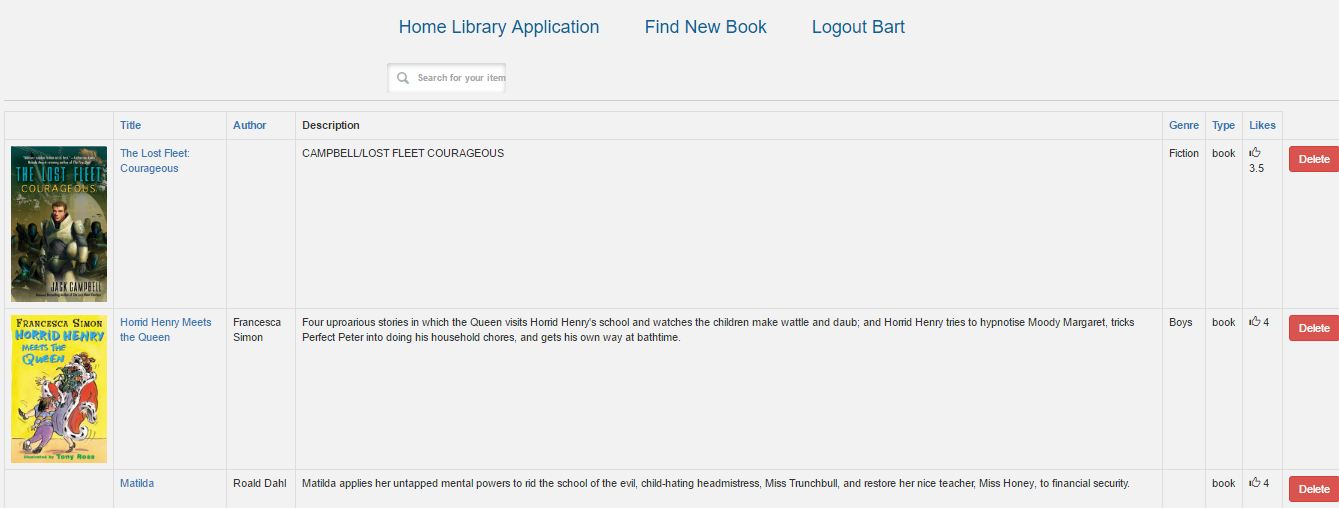 Home Library Application Find New Book Logout Bart
Search for your item
Title Author Description Genre Type Likes
THE LOST FLEET
COURAGEOUS
JACK CAMPBELL
The Lost Fleet:
Courageous
CAMPBELL/LOST FLEET COURAGEOUS
Fiction
book
3.5
Delete
FRANCESCA SIMON
HORRID HENRY
MEETS THE
QUEEN
Illustrated by Tony Ross
Horrid Henry Meets
the Queen
Francesca
Simon
Four uproarious stories in which the Queen visits Horrid Henry's school and watches the children make wattle and daub; and Horrid Henry tries to hypnotise Moody Margaret, tricks
Perfect Peter into doing his household chores, and gets his own way at bathtime.
Boys
book
4
Delete
Matilda
Roald Dahl
Matilda applies her untapped mental powers to rid the school of the evil, child-hating headmistress, Miss Trunchbull, and restore her nice teacher, Miss Honey, to financial security.
book
4
Delete